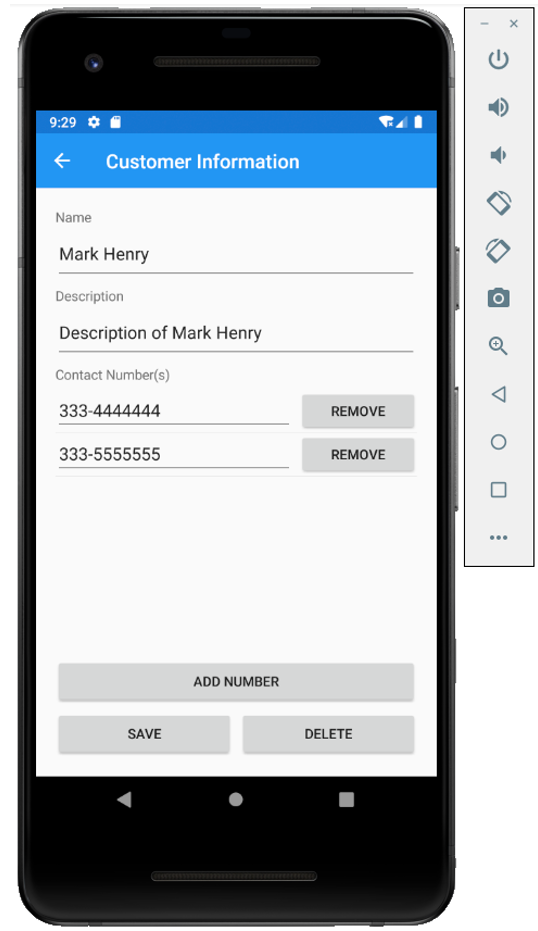 9:29
Customer Information
Name
Mark Henry
Description
Description of Mark Henry
Contact Number(s)
333-4444444 REMOVE
333-5555555 REMOVE
ADD NUMBER
SAVE DELETE